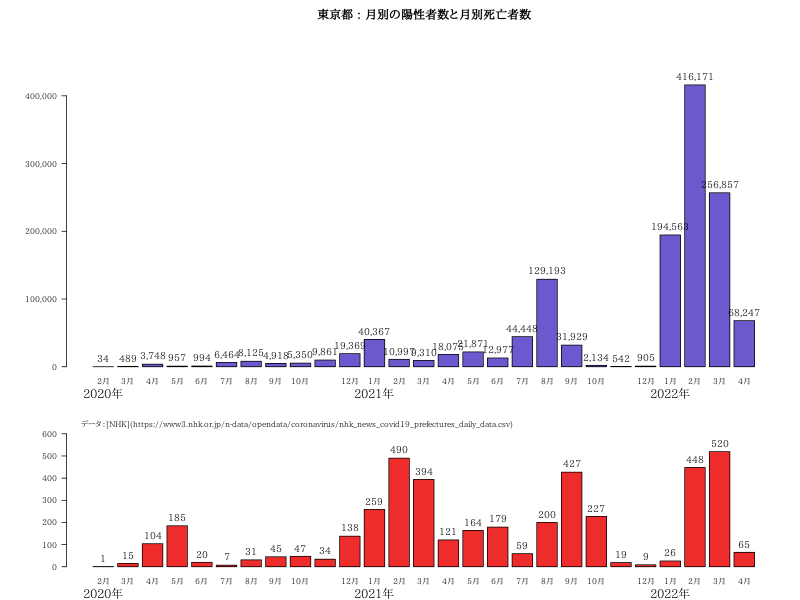 東京都 : 月別の陽性者数と月別死亡者数
416,171
400,000
300,000
200,000
100,000
0
34 489 3,748 957 994 6,464 8,125 4,918 5,350 9,861 19,369 40,367 10,997 9,310 18,075 21,871 12,977 44,448 129,193 31,929 2,134 542 905 194,563 256,857 68,247
2月 3月 4月 5月 6月 7月 8月 9月 10月 12月 1月 2月 3月 4月 5月 6月 7月 8月 9月 10月 12月 1月 2月 3月 4月
2020年 2021年 2022年
データ：[NHK](https://www3.nhk.or.jp/n-data/opendata/coronavirus/nhk_news_covid19_prefectures_daily_data.csv)
600
500
400
300
200
100
0
1 15 104 185 20 7 31 45 47 34 138 259 490 394 121 164 179 59 200 427 227 19 9 26 448 520 65
2月 3月 4月 5月 6月 7月 8月 9月 10月 12月 1月 2月 3月 4月 5月 6月 7月 8月 9月 10月 12月 1月 2月 3月 4月
2020年 2021年 2022年